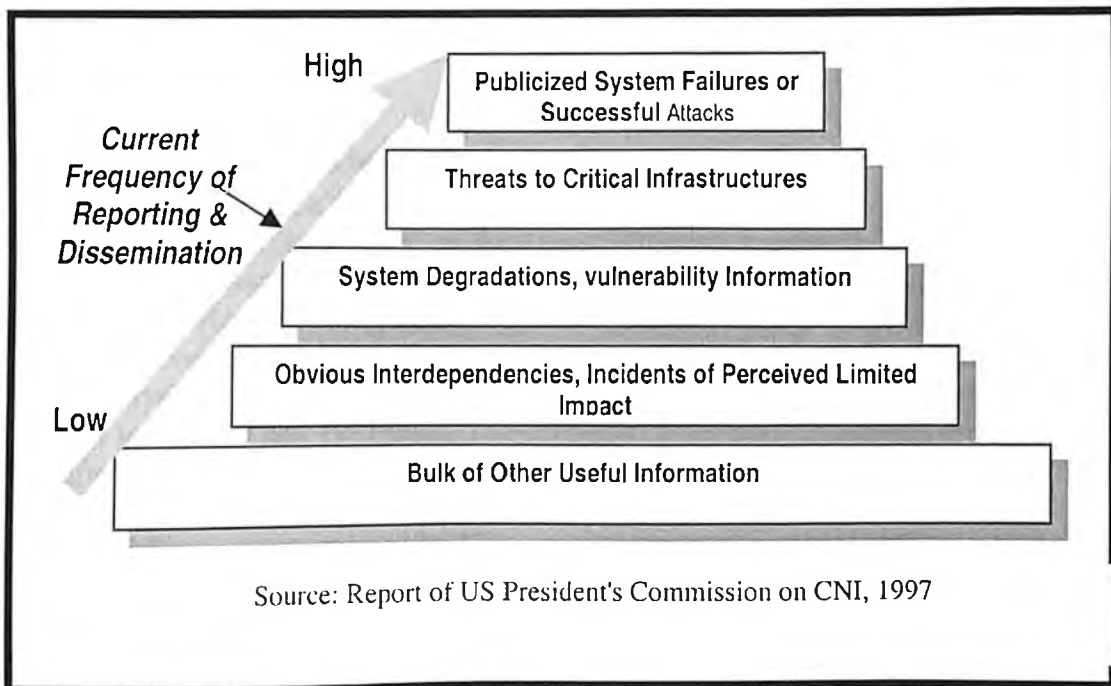 High
Publicized System Failures or
Successful Attacks
Current
Frequency of
Reporting &
Dissemination
Threats to Critical Infrastructures
System Degradations, vulnerability Information
Obvious Interdependencies, Incidents of Perceived Limited
Impact
Low
Bulk of Other Useful Information
Source: Report of US President's Commission on CNI, 1997